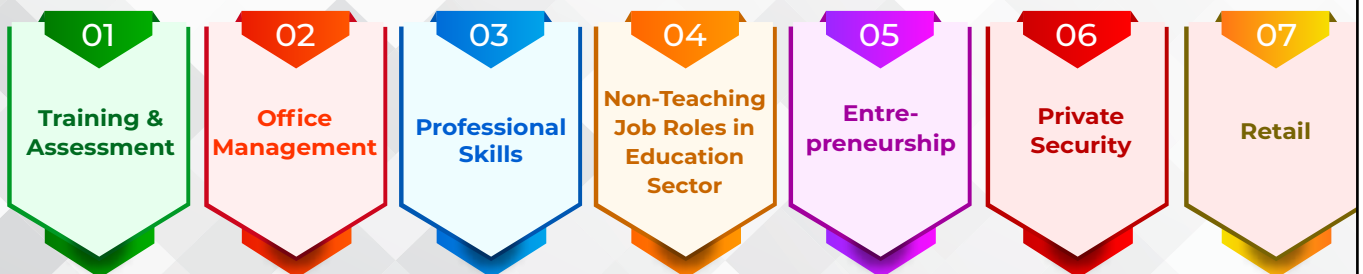 01
Training &
Assessment
02
Office
Management
03
Professional
Skills
04
Non-Teaching
Job Roles in
Education
Sector
05
Entre-
preneurship
06
Private
Security
07
Retail